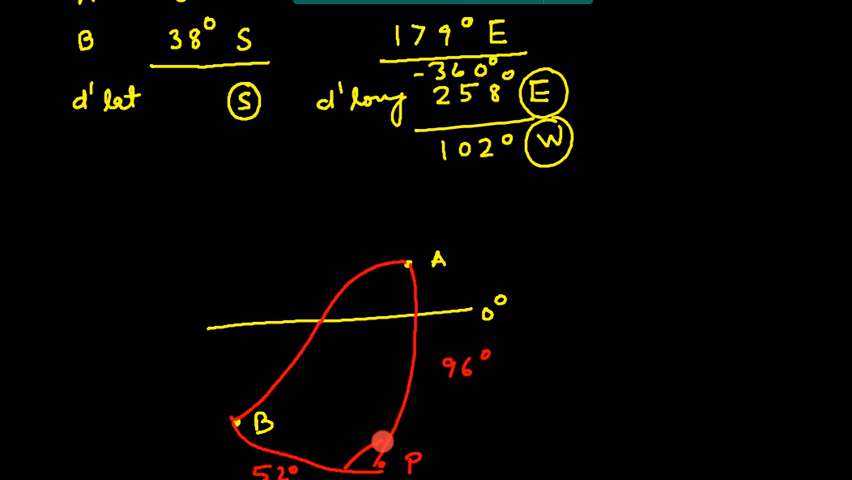 B 38° S 179° E
-360°
d'lat S d'long 258° E
102° W
A
0°
96°
B
52° P